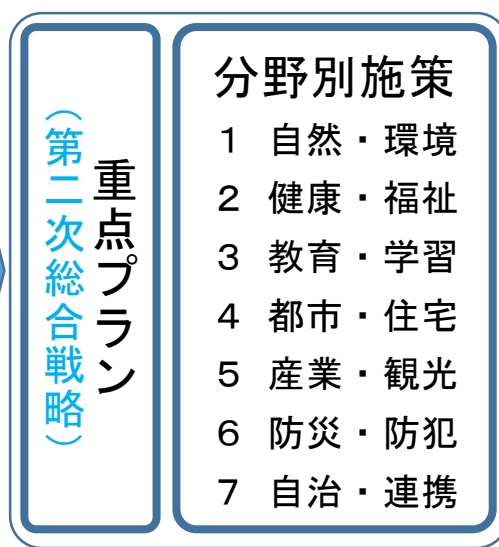 重点プラン
（第二次総合戦略）
分野別施策
１ 自然・環境
２ 健康・福祉
３ 教育・学習
４ 都市・住宅
５ 産業・観光
６ 防災・防犯
７ 自治・連携